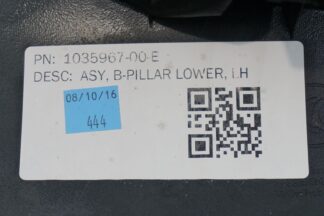 PN: 1035967-00-E
DESC: ASY, B-PILLAR LOWER, LH
08/10/16
444